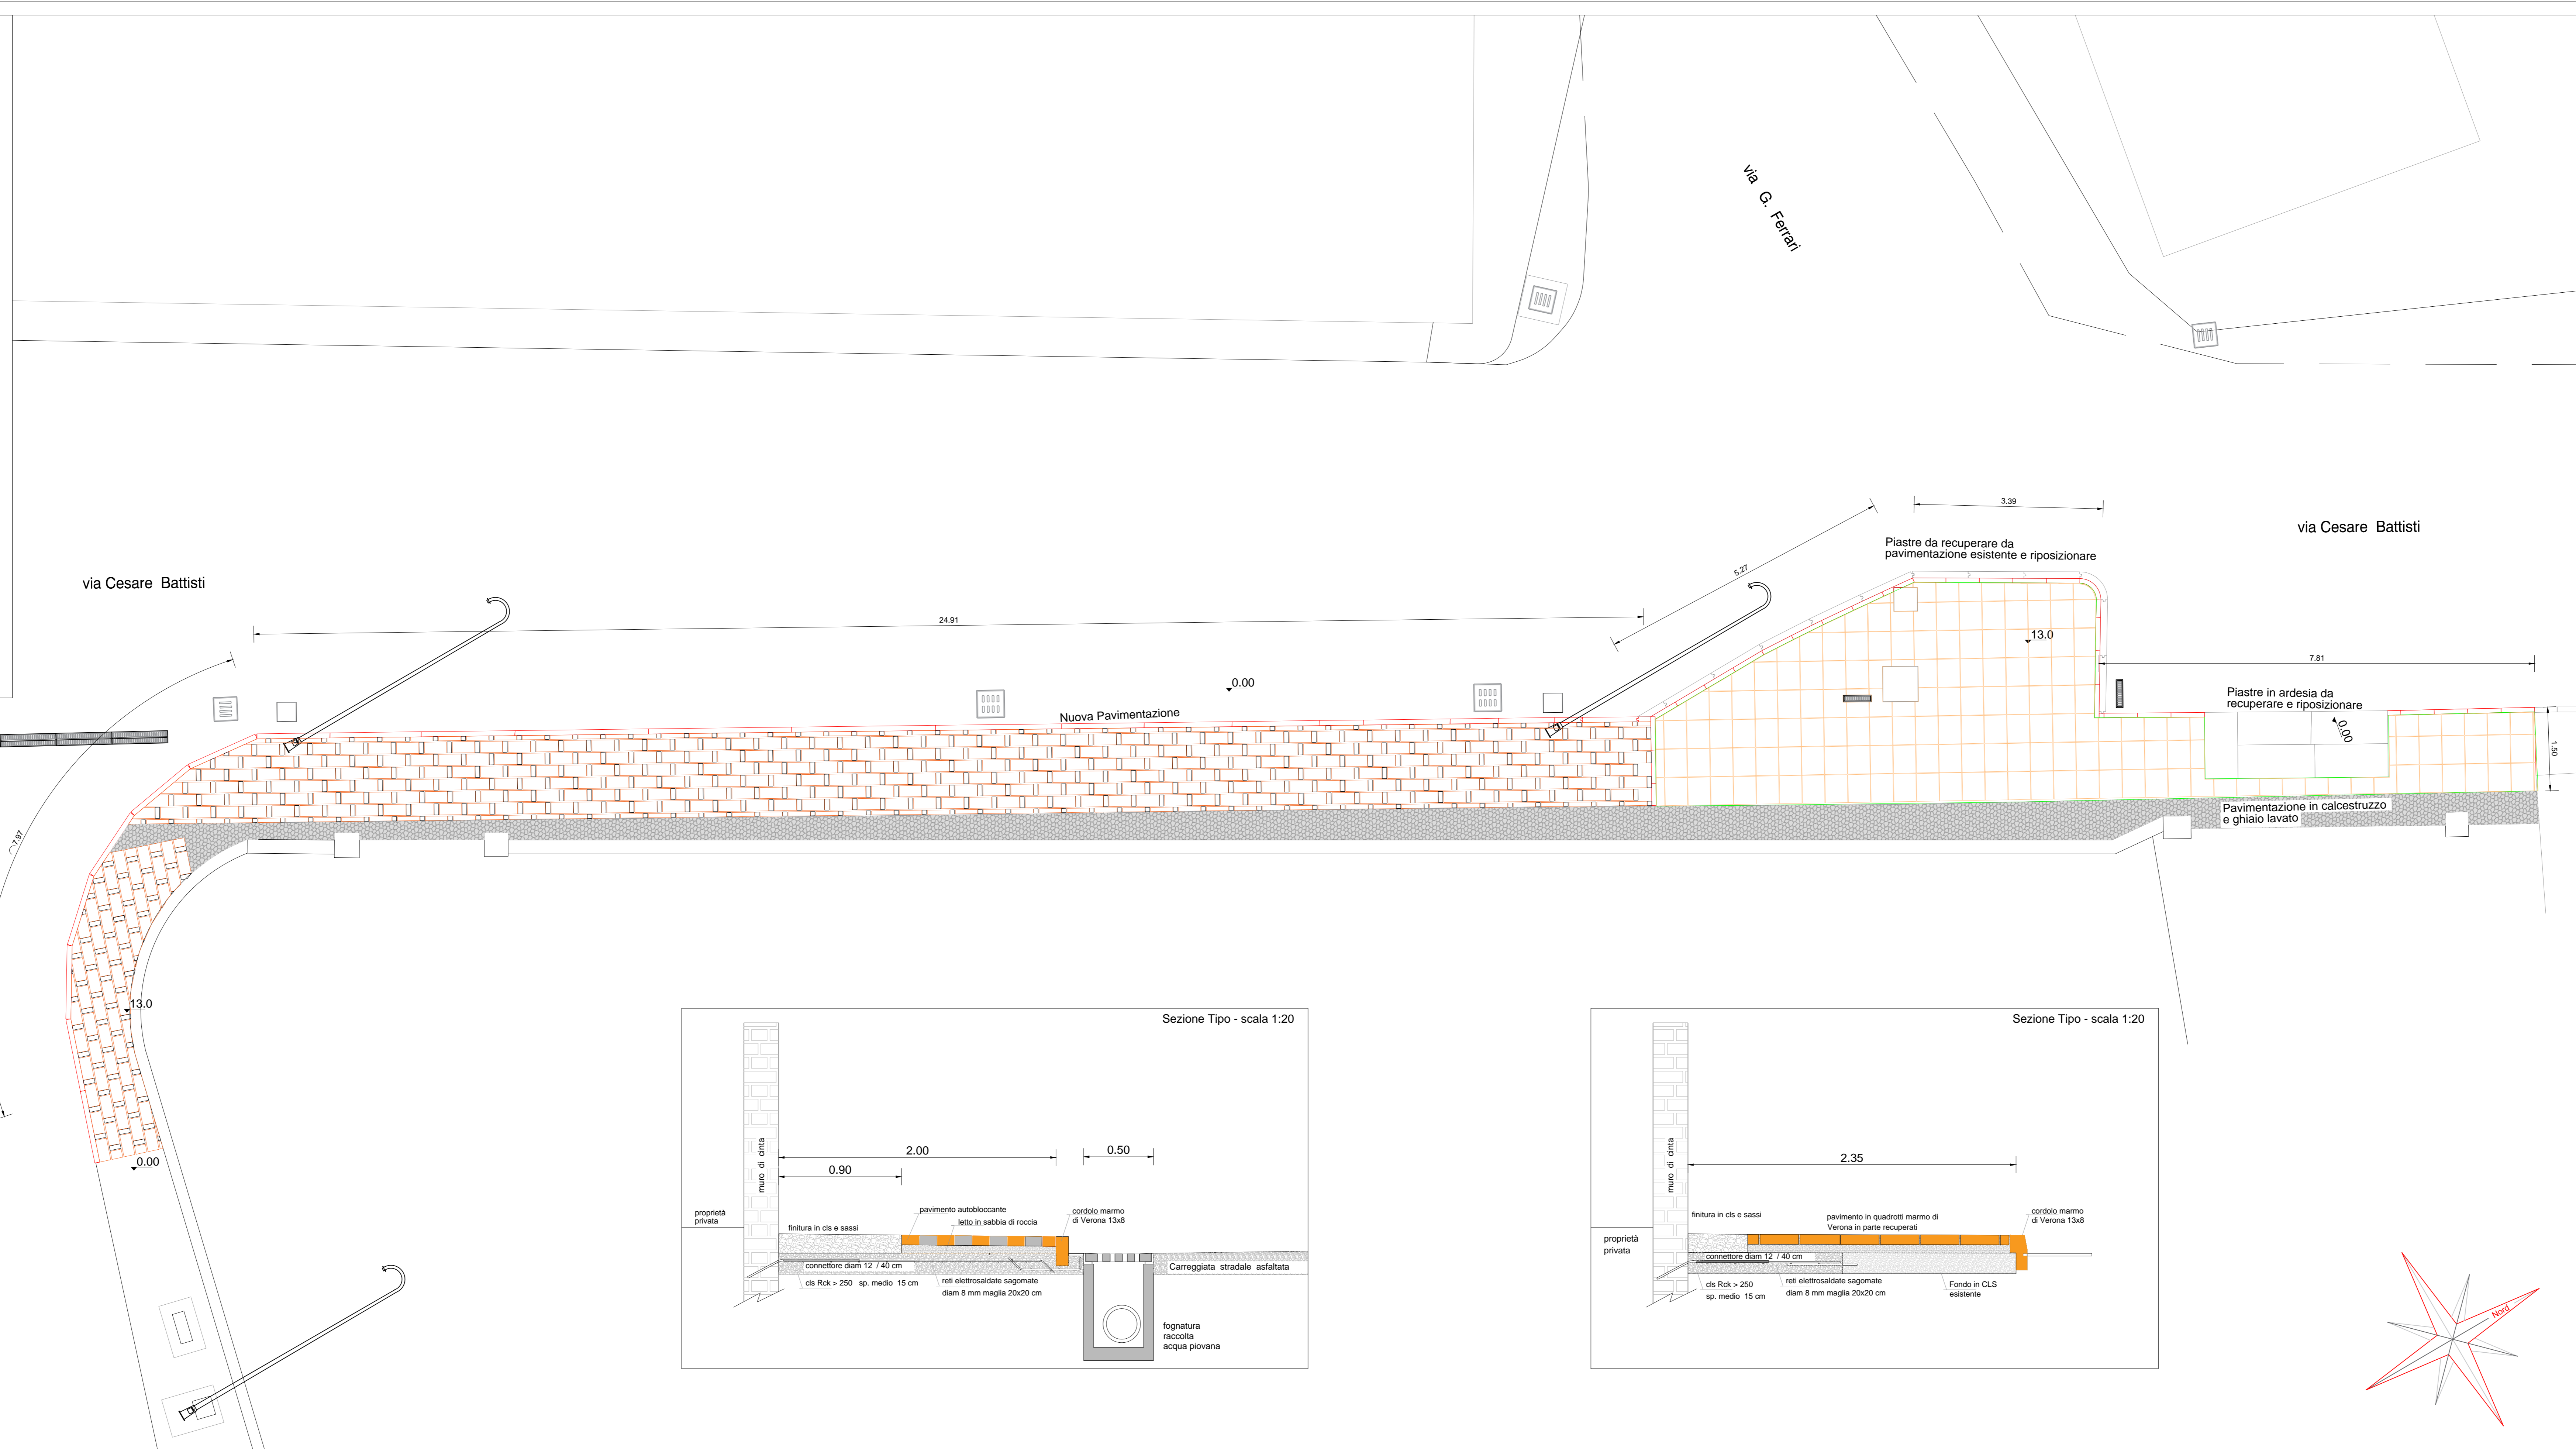 via G. Ferrari
3.39
via Cesare Battisti
Piastre da recuperare da
pavimentazione esistente e riposizionare
5.27
via Cesare Battisti
24.91
13.0
7.81
0.00
Piastre in ardesia da
recuperare e riposizionare
0.00
Nuova Pavimentazione
1.50
Pavimentazione in calcestruzzo
e ghiaio lavato
7.97
13.0
0.00
Sezione Tipo - scala 1:20
muro di cinta
2.00
0.50
0.90
proprietà
privata
pavimento autobloccante
letto in sabbia di roccia
cordolo marmo
di Verona 13x8
finitura in cls e sassi
connettore diam 12 / 40 cm
Carreggiata stradale asfaltata
cls Rck > 250 sp. medio 15 cm
reti elettrosaldate sagomate
diam 8 mm maglia 20x20 cm
fognatura
raccolta
acqua piovana
Sezione Tipo - scala 1:20
muro di cinta
2.35
proprietà
privata
finitura in cls e sassi
pavimento in quadrotti marmo di
Verona in parte recuperati
cordolo marmo
di Verona 13x8
connettore diam 12 / 40 cm
cls Rck > 250
sp. medio 15 cm
reti elettrosaldate sagomate
diam 8 mm maglia 20x20 cm
Fondo in CLS
esistente
Nord